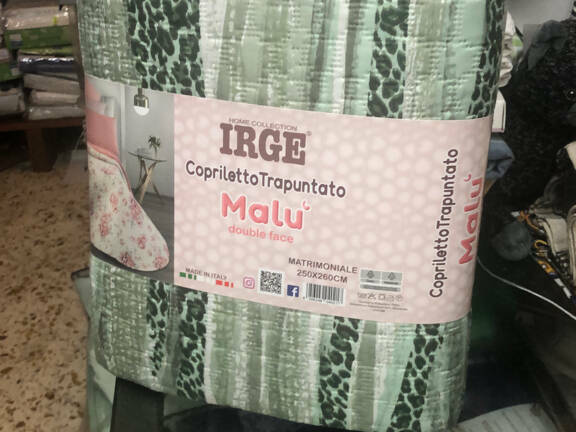 HOME COLLECTION
IRGE®
CoprilettoTrapuntato
Malu
double face
MATRIMONIALE
250X260CM
MADE IN ITALY
CoprilettoTrapuntato
Malu